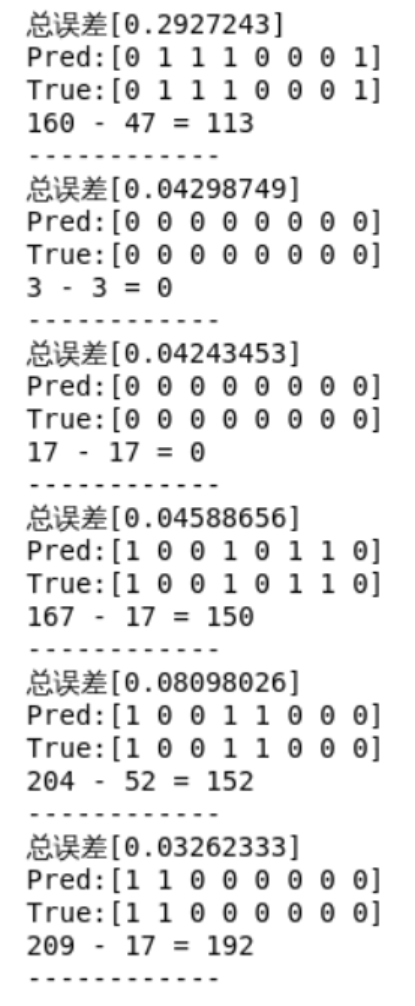 总误差[0.2927243]
Pred:[0 1 1 1 0 0 0 1]
True:[0 1 1 1 0 0 0 1]
160 - 47 = 113
------------
总误差[0.04298749]
Pred:[0 0 0 0 0 0 0 0]
True:[0 0 0 0 0 0 0 0]
3 - 3 = 0
------------
总误差[0.04243453]
Pred:[0 0 0 0 0 0 0 0]
True:[0 0 0 0 0 0 0 0]
17 - 17 = 0
------------
总误差[0.04588656]
Pred:[1 0 0 1 0 1 1 0]
True:[1 0 0 1 0 1 1 0]
167 - 17 = 150
------------
总误差[0.08098026]
Pred:[1 0 0 1 1 0 0 0]
True:[1 0 0 1 1 0 0 0]
204 - 52 = 152
------------
总误差[0.03262333]
Pred:[1 1 0 0 0 0 0 0]
True:[1 1 0 0 0 0 0 0]
209 - 17 = 192
------------